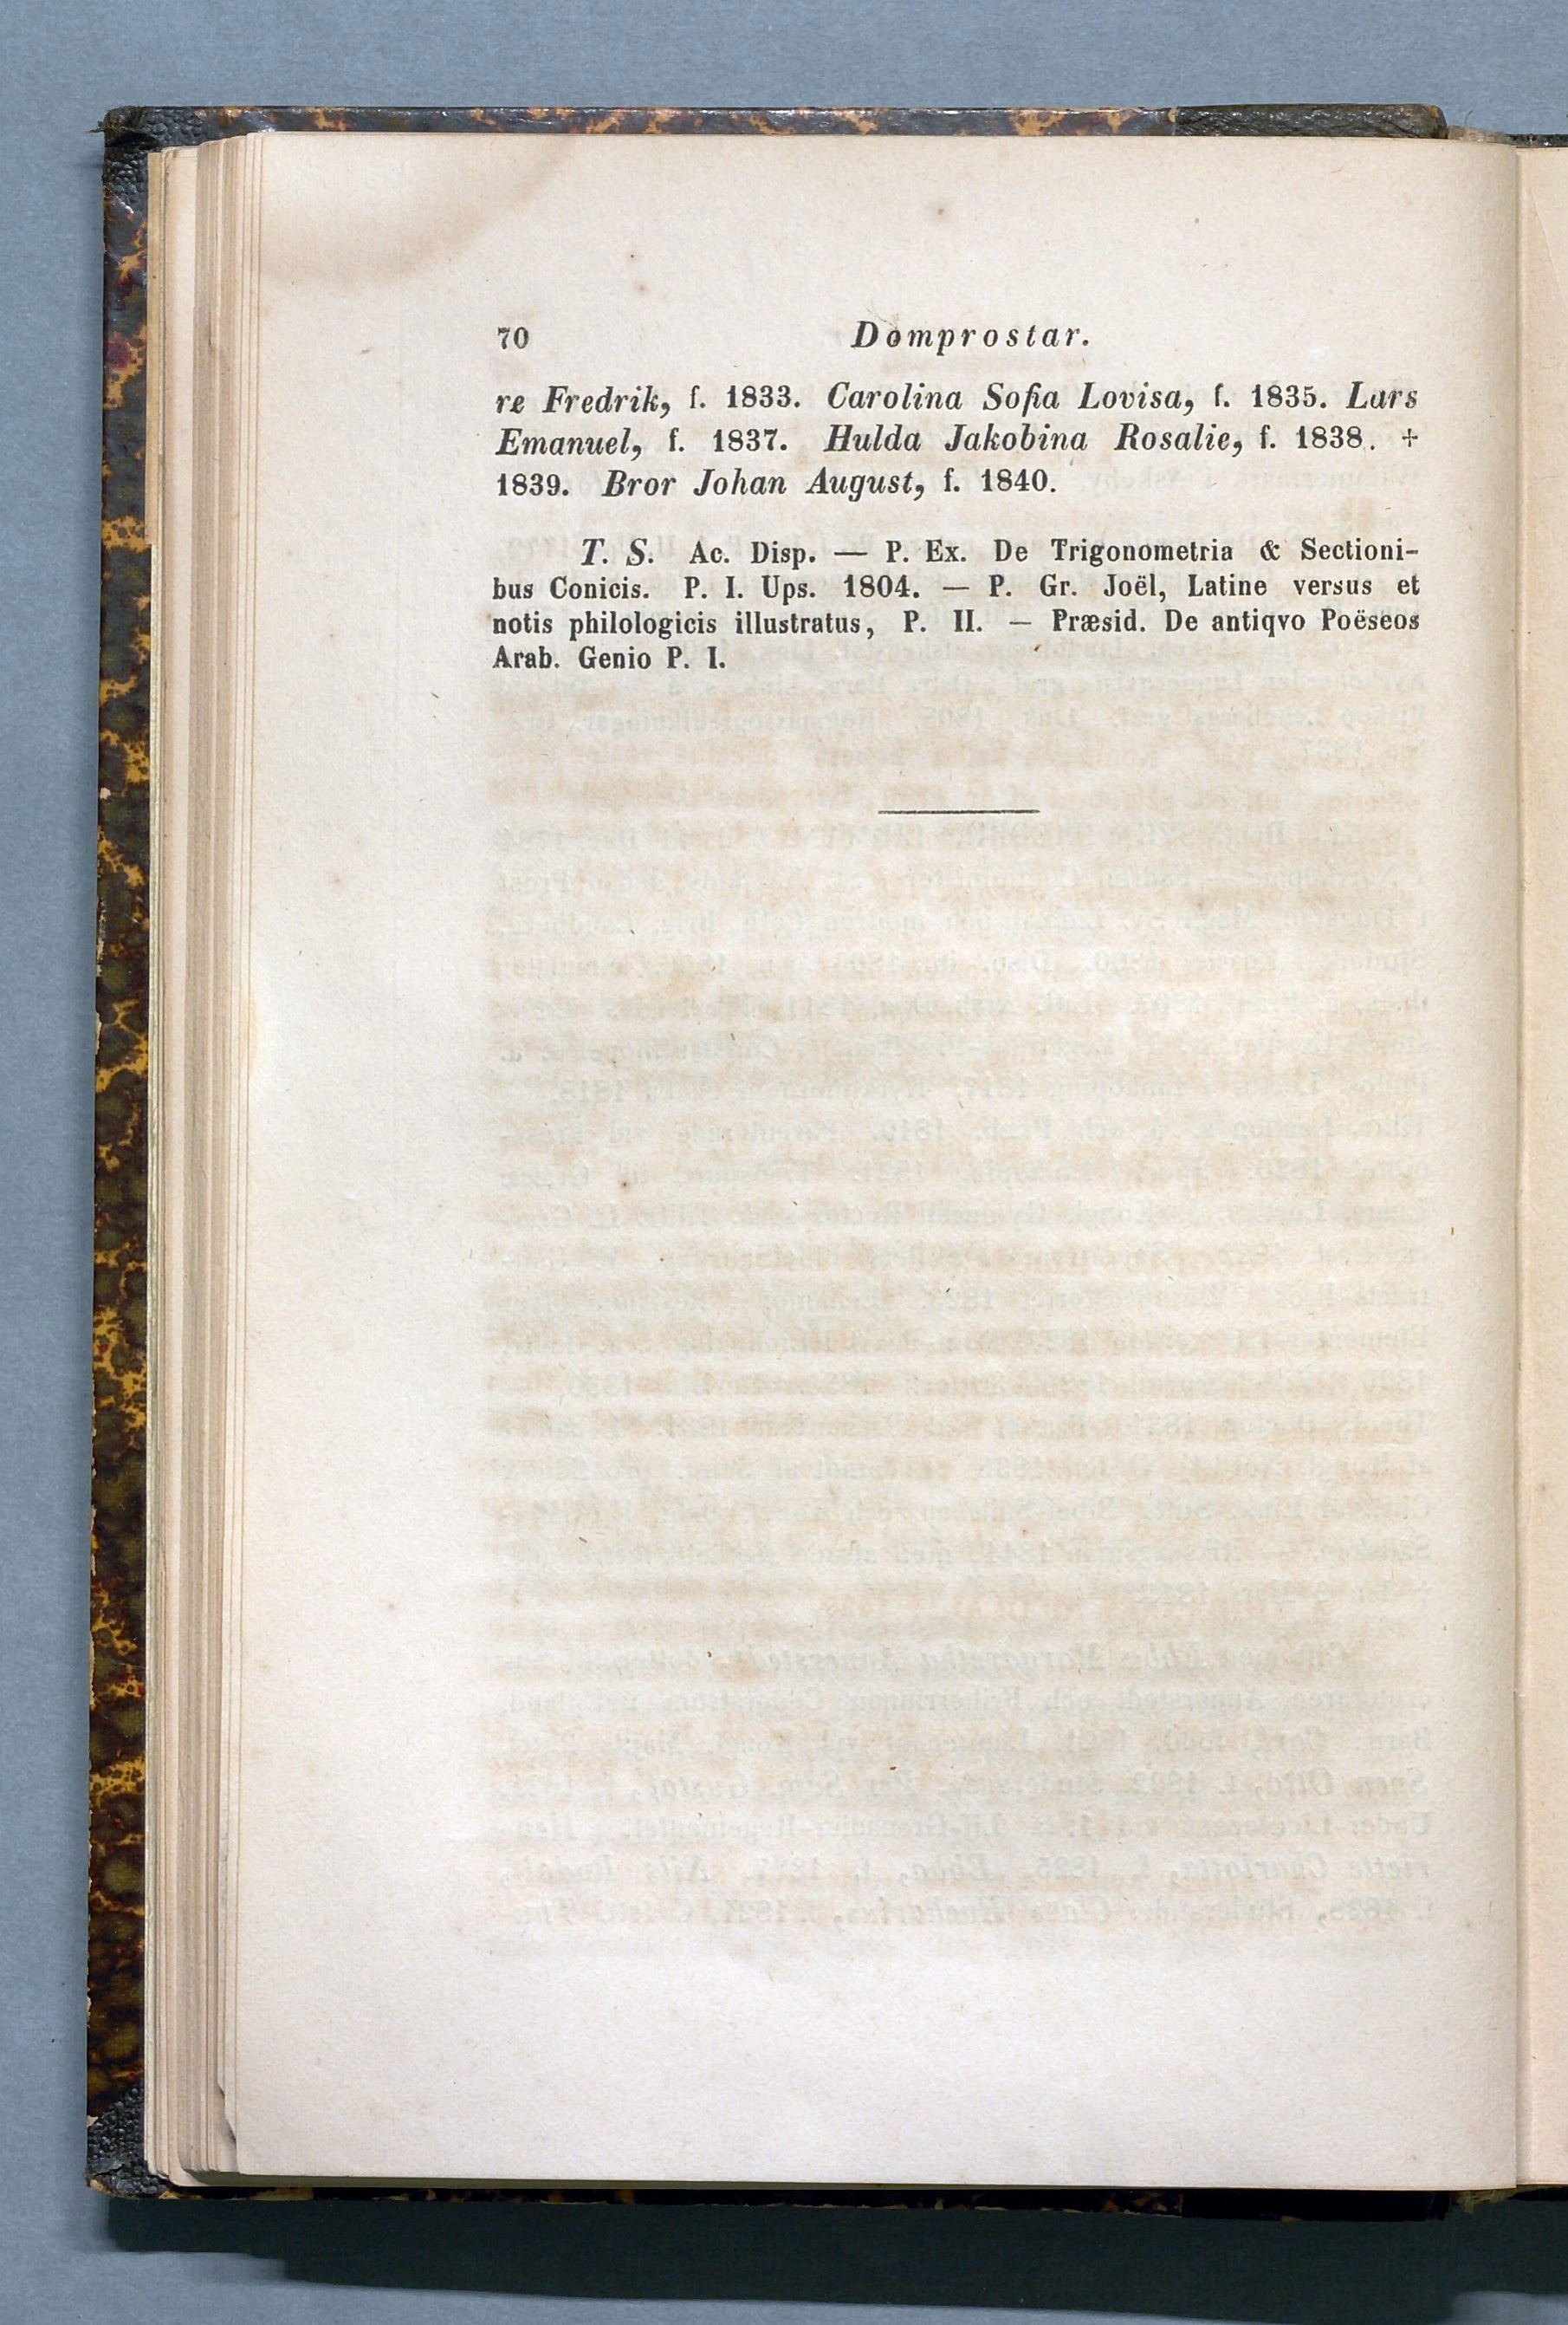 70 Domprostar.
re Fredrik, f. 1833. Carolina Sofia Lovisa, f. 1835. Lars
Emanuel, f. 1837. Hulda Jakobina Rosalie, f. 1838. †
1839. Bror Johan August, f. 1840.
T. S. Ac. Disp. — P. Ex. De Trigonometria & Sectioni-
bus Conicis. P. I. Ups. 1804. — P. Gr. Joël, Latine versus et
notis philologicis illustratus, P. II. — Præsid. De antiqvo Poëseos
Arab. Genio P. I.